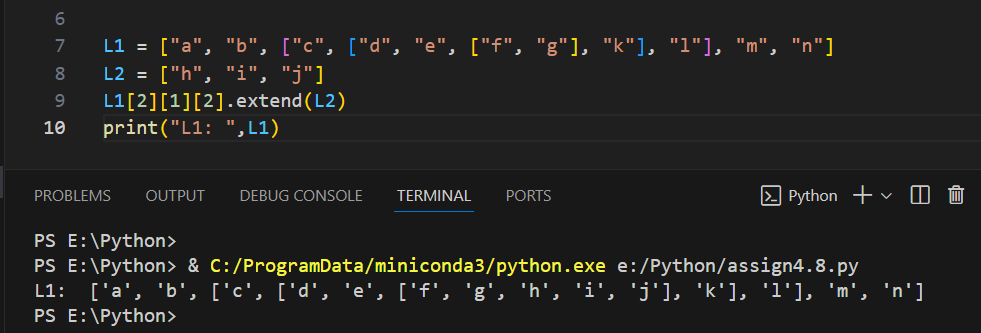 6
7 L1 = ["a", "b", ["c", ["d", "e", ["f", "g"], "k"], "l"], "m", "n"]
8 L2 = ["h", "i", "j"]
9 L1[2][1][2].extend(L2)
10 print("L1: ",L1)
PROBLEMS OUTPUT DEBUG CONSOLE TERMINAL PORTS Python
PS E:\Python>
PS E:\Python> & C:/ProgramData/miniconda3/python.exe e:/Python/assign4.8.py
L1:  ['a', 'b', ['c', ['d', 'e', ['f', 'g', 'h', 'i', 'j'], 'k'], 'l'], 'm', 'n']
PS E:\Python>